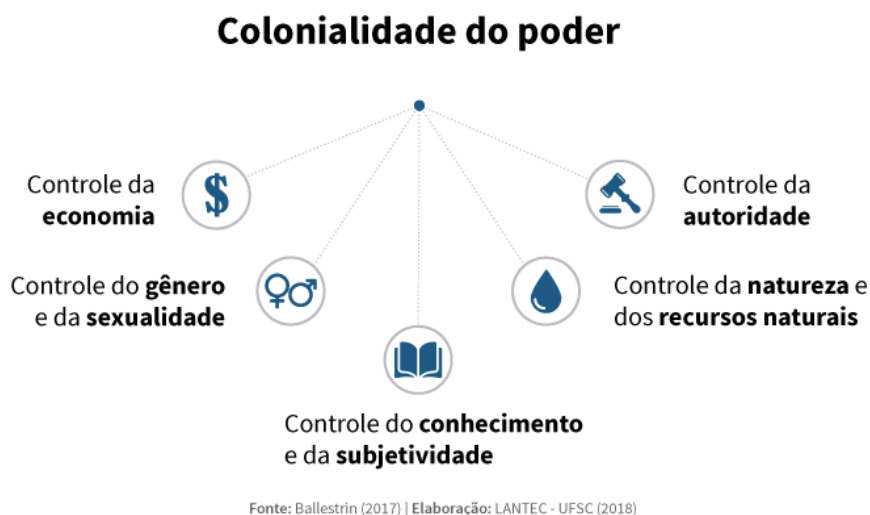 Colonialidade do poder
Controle da
economia
$
Controle da
autoridade
Controle do gênero
e da sexualidade
Controle da natureza e
dos recursos naturais
Controle do conhecimento
e da subjetividade
Fonte: Ballestrin (2017) | Elaboração: LANTEC - UFSC (2018)